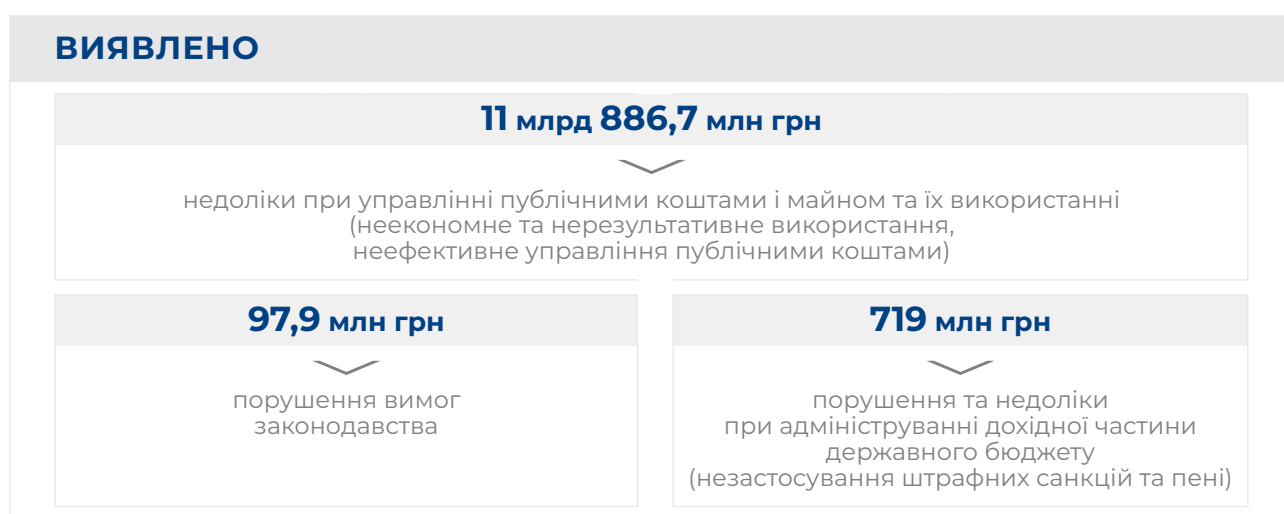 ВИЯВЛЕНО
11 млрд 886,7 млн грн
недоліки при управлінні публічними коштами і майном та їх використанні
(неекономне та нерезультативне використання,
неефективне управління публічними коштами)
97,9 млн грн
порушення вимог
законодавства
719 млн грн
порушення та недоліки
при адмініструванні дохідної частини
державного бюджету
(незастосування штрафних санкцій та пені)